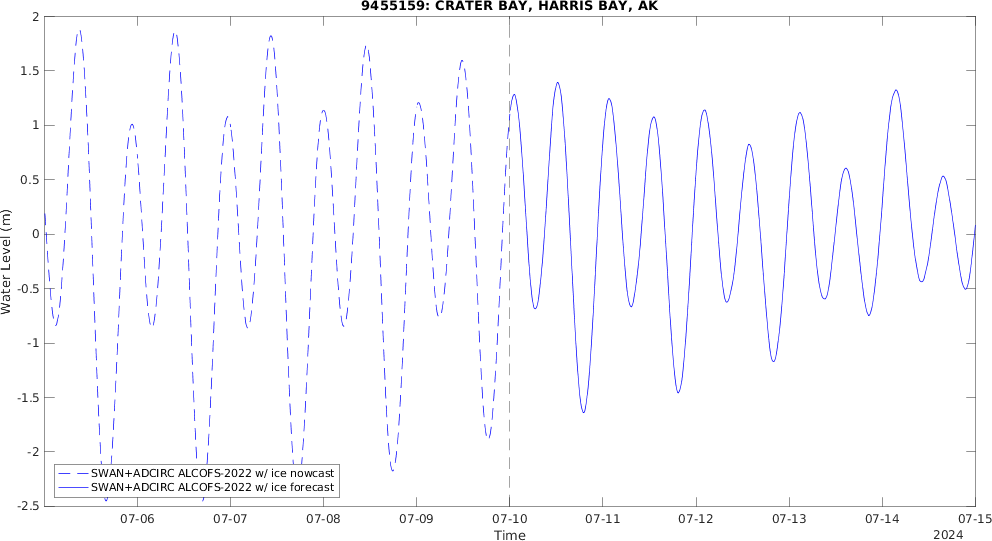 9455159: CRATER BAY, HARRIS BAY, AK
2
1.5
1
0.5
0
-0.5
-1
-1.5
-2
-2.5
Water Level (m)
SWAN+ADCIRC ALCOFS-2022 w/ ice nowcast
SWAN+ADCIRC ALCOFS-2022 w/ ice forecast
07-06 07-07 07-08 07-09 07-10 07-11 07-12 07-13 07-14 07-15
Time
2024